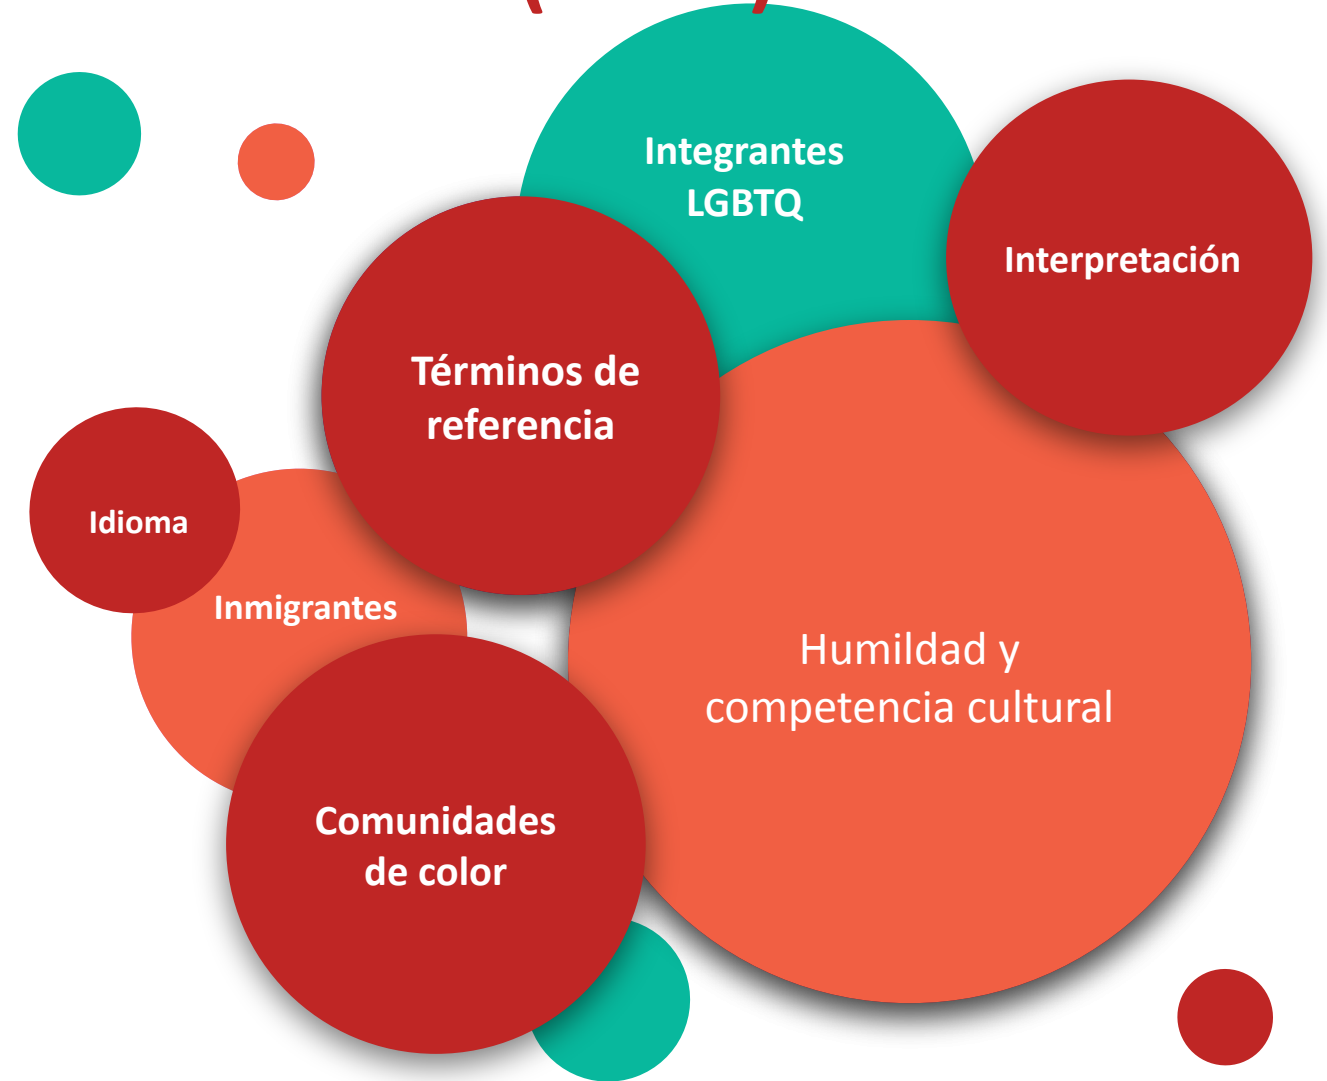 Integrantes
LGBTQ
Interpretación
Términos de
referencia
Idioma
Inmigrantes
Humildad y
competencia cultural
Comunidades
de color